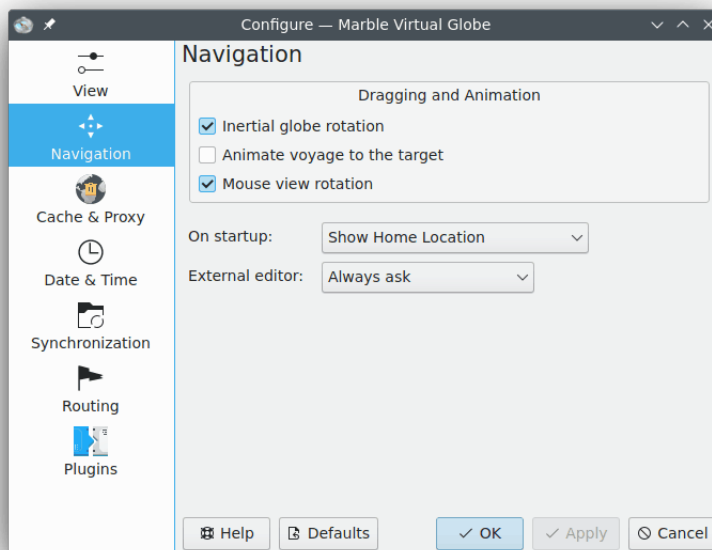 Configure — Marble Virtual Globe
View
Navigation
Cache & Proxy
Date & Time
Synchronization
Routing
Plugins
Navigation
Dragging and Animation
Inertial globe rotation
Animate voyage to the target
Mouse view rotation
On startup: Show Home Location
External editor: Always ask
Help Defaults OK Apply Cancel